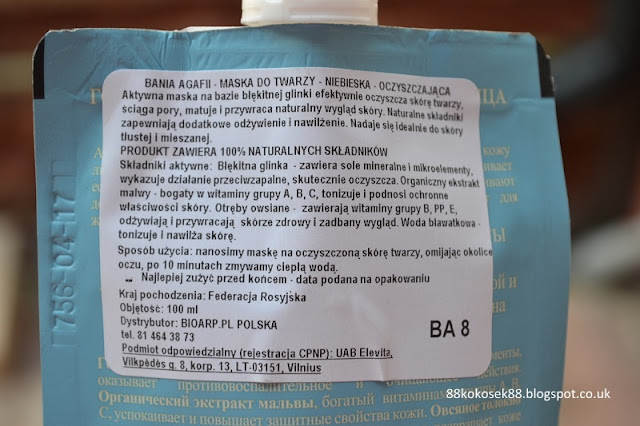 BANIA AGAFII - MASKA DO TWARZY - NIEBIESKA - OCZYSZCZAJĄCA
Aktywna maska na bazie błękitnej glinki efektywnie oczyszcza skórę twarzy,
ściąga pory, matuje i przywraca naturalny wygląd skóry. Naturalne składniki
zapewniają dodatkowe odżywienie i nawilżenie. Nadaje się idealnie do skóry
tłustej i mieszanej.
PRODUKT ZAWIERA 100% NATURALNYCH SKŁADNIKÓW
Składniki aktywne: Błękitna glinka - zawiera sole mineralne i mikroelementy,
wykazuje działanie przeciwzapalne, skutecznie oczyszcza. Organiczny ekstrakt
malwy - bogaty w witaminy grupy A, B, C, tonizuje i podnosi ochronne
właściwości skóry. Otręby owsiane - zawierają witaminy grupy B, PP, E,
odżywiają i przywracają skórze zdrowy i zadbany wygląd. Woda bławatkowa -
tonizuje i nawilża skórę.
Sposób użycia: nanosimy maskę na oczyszczoną skórę twarzy, omijając okolice
oczu, po 10 minutach zmywamy ciepłą wodą.
Najlepiej zużyć przed końcem - data podana na opakowaniu
Kraj pochodzenia: Federacja Rosyjska
Objętość: 100 ml
Dystrybutor: BIOARP.PL POLSKA
tel. 81 464 38 73
BA 8
Podmiot odpowiedzialny (rejestracja CPNP): UAB Elevita,
Vilkpėdės g. 8, korp. 13, LT-03151, Vilnius
оказывает противовоспалительное и очищающее действие.
Органический экстракт мальвы, богатый витаминами группы А, В,
С, успокаивает и повышает защитные свойства кожи. Овсяное толокно
88kokosek88.blogspot.co.uk